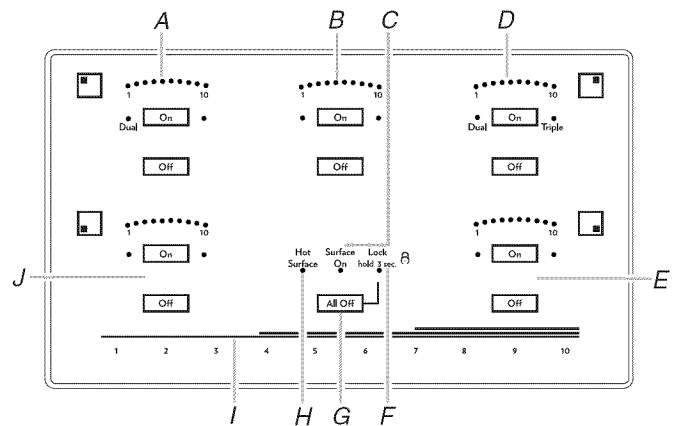 A B C D
1 10 1 10 1 10
On On On
Dual Dual Triple
Off Off Off
1 10 1 10
On On
Hot Surface Surface On Lock hold 3 sec.
J E
Off All Off Off
1 2 3 4 5 6 7 8 9 10
I H G F